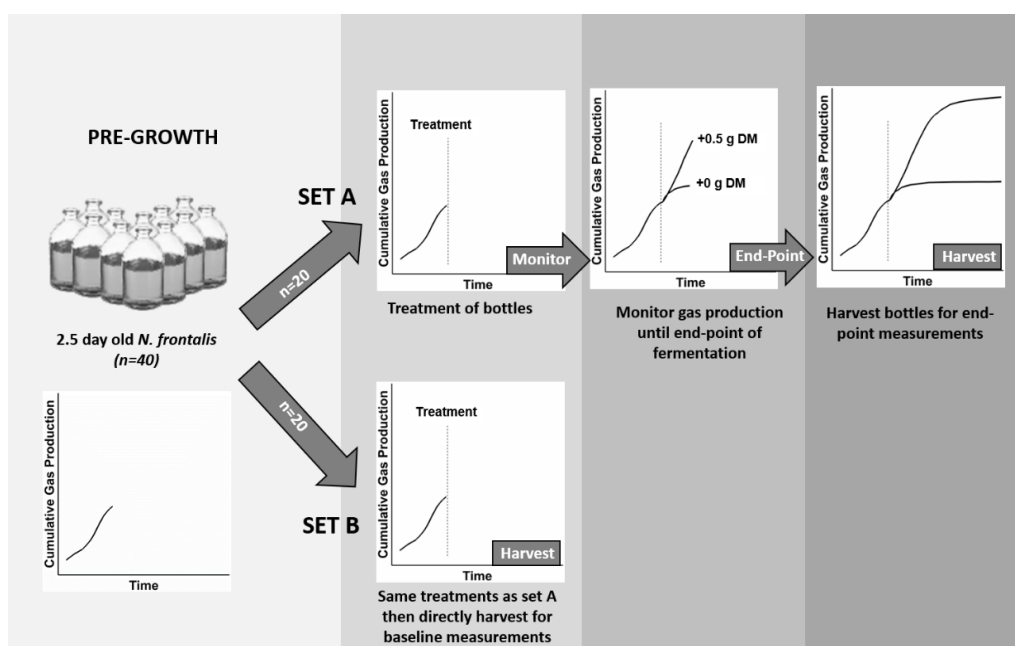 PRE-GROWTH
2.5 day old N. frontalis
(n=40)
Cumulative Gas Production
Time
SET A
n=20
n=20
SET B
Cumulative Gas Production
Treatment
Time
Treatment of bottles
Monitor
Cumulative Gas Production
+0.5 g DM
+0 g DM
Time
Monitor gas production
until end-point of
fermentation
End-Point
Cumulative Gas Production
Harvest
Time
Harvest bottles for end-
point measurements
Cumulative Gas Production
Treatment
Harvest
Time
Same treatments as set A
then directly harvest for
baseline measurements